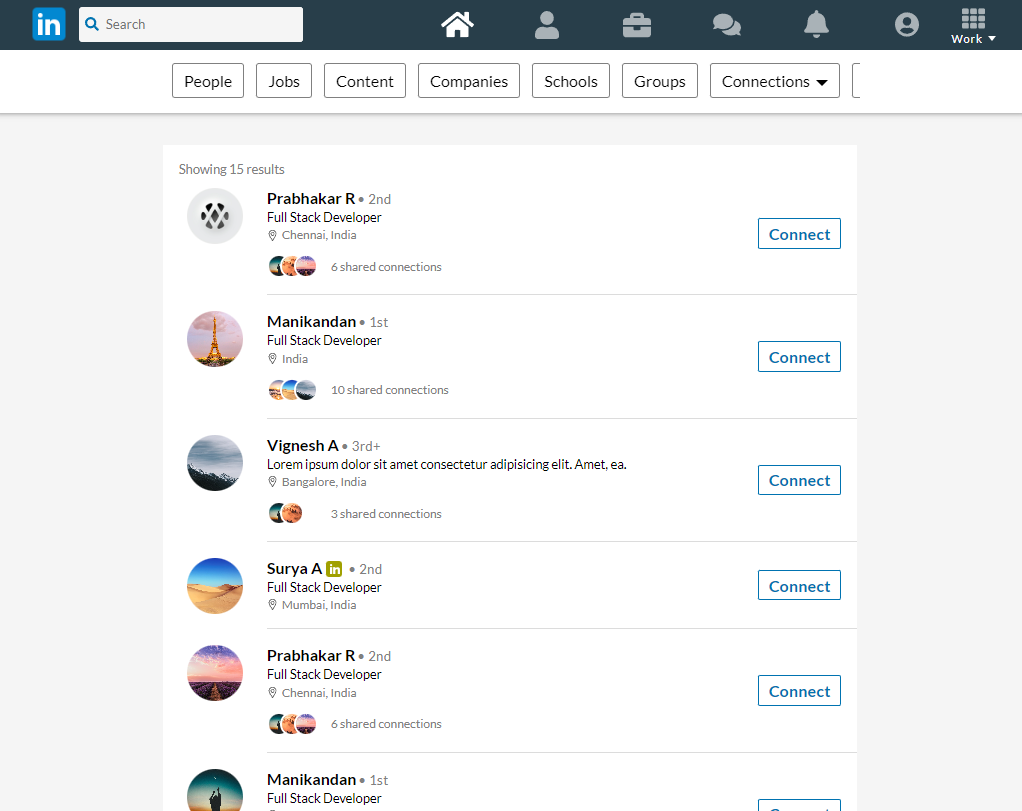 in
Search
Work
People
Jobs
Content
Companies
Schools
Groups
Connections
Showing 15 results
Prabhakar R • 2nd
Full Stack Developer
Chennai, India
6 shared connections
Connect
Manikandan • 1st
Full Stack Developer
India
10 shared connections
Connect
Vignesh A • 3rd+
Lorem ipsum dolor sit amet consectetur adipisicing elit. Amet, ea.
Bangalore, India
3 shared connections
Connect
Surya A in • 2nd
Full Stack Developer
Mumbai, India
Connect
Prabhakar R • 2nd
Full Stack Developer
Chennai, India
6 shared connections
Connect
Manikandan • 1st
Full Stack Developer